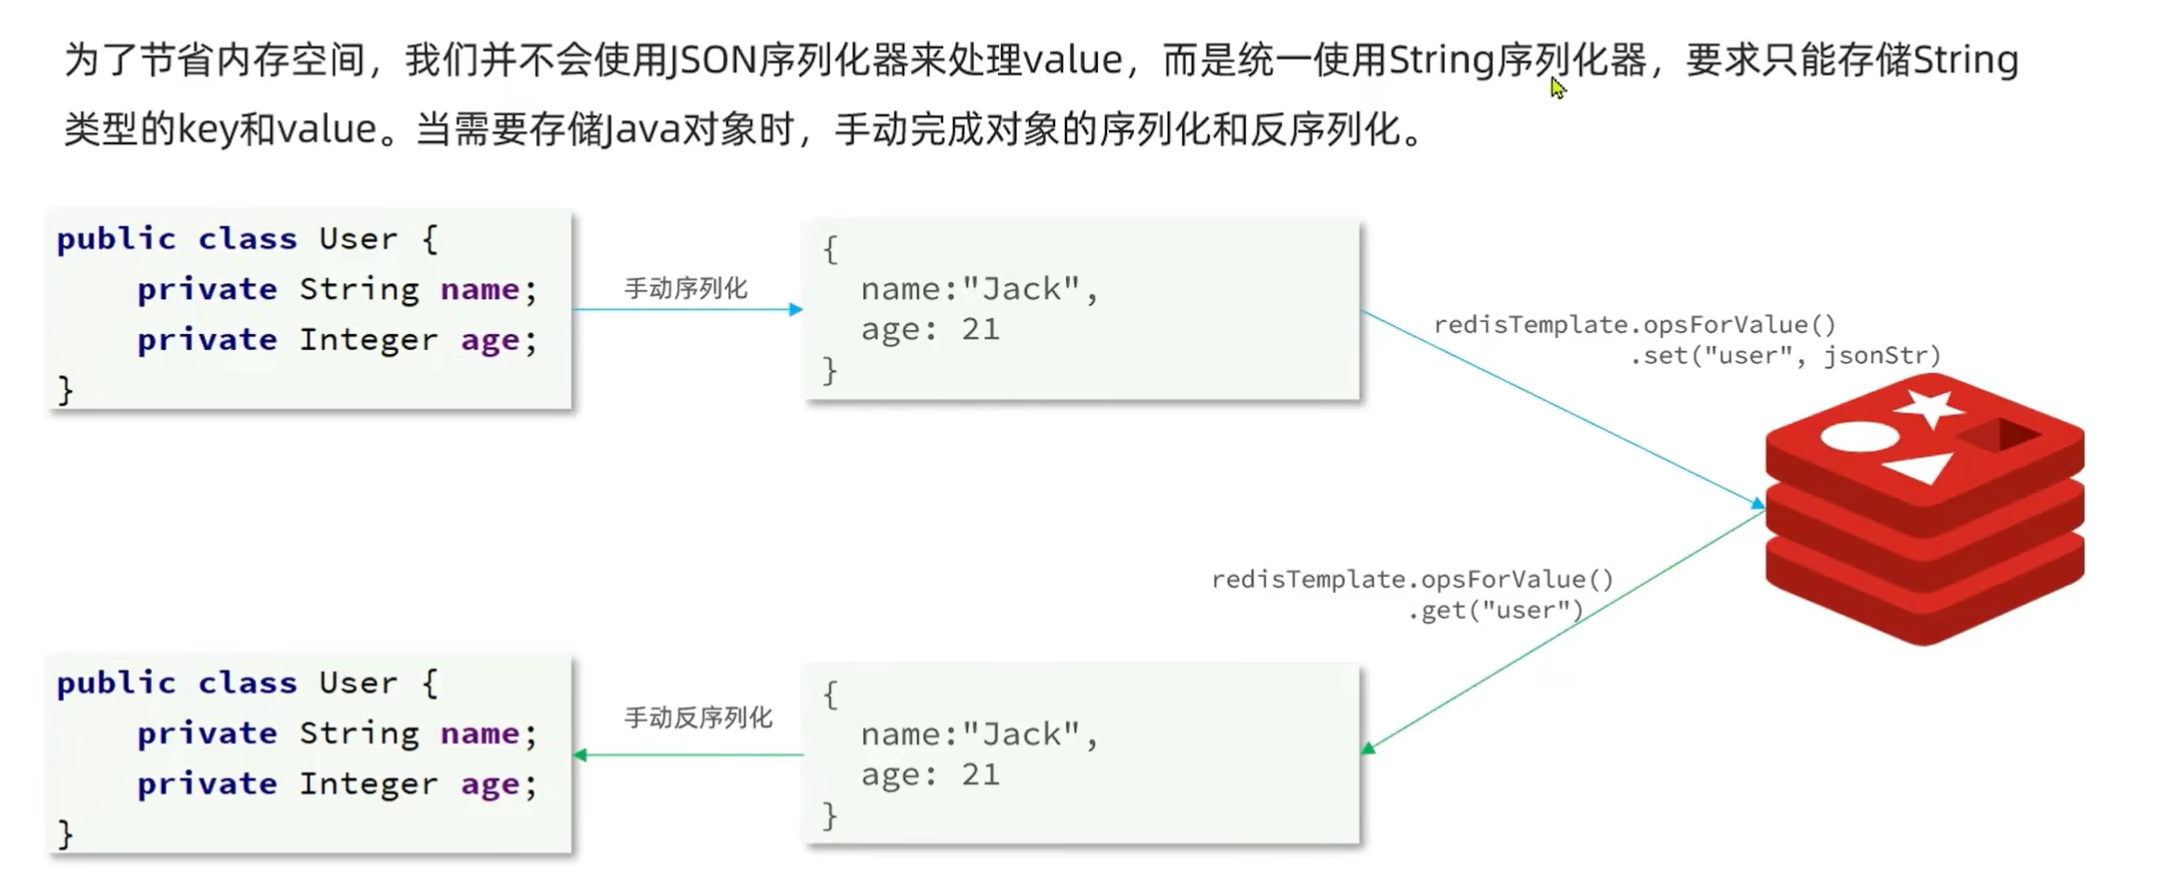 为了节省内存空间，我们并不会使用JSON序列化器来处理value，而是统一使用String序列化器，要求只能存储String
类型的key和value。当需要存储Java对象时，手动完成对象的序列化和反序列化。
public class User {
    private String name;
    private Integer age;
}
手动序列化
{
  name:"Jack",
  age: 21
}
redisTemplate.opsForValue()
.set("user", jsonStr)
redisTemplate.opsForValue()
.get("user")
public class User {
    private String name;
    private Integer age;
}
手动反序列化
{
  name:"Jack",
  age: 21
}